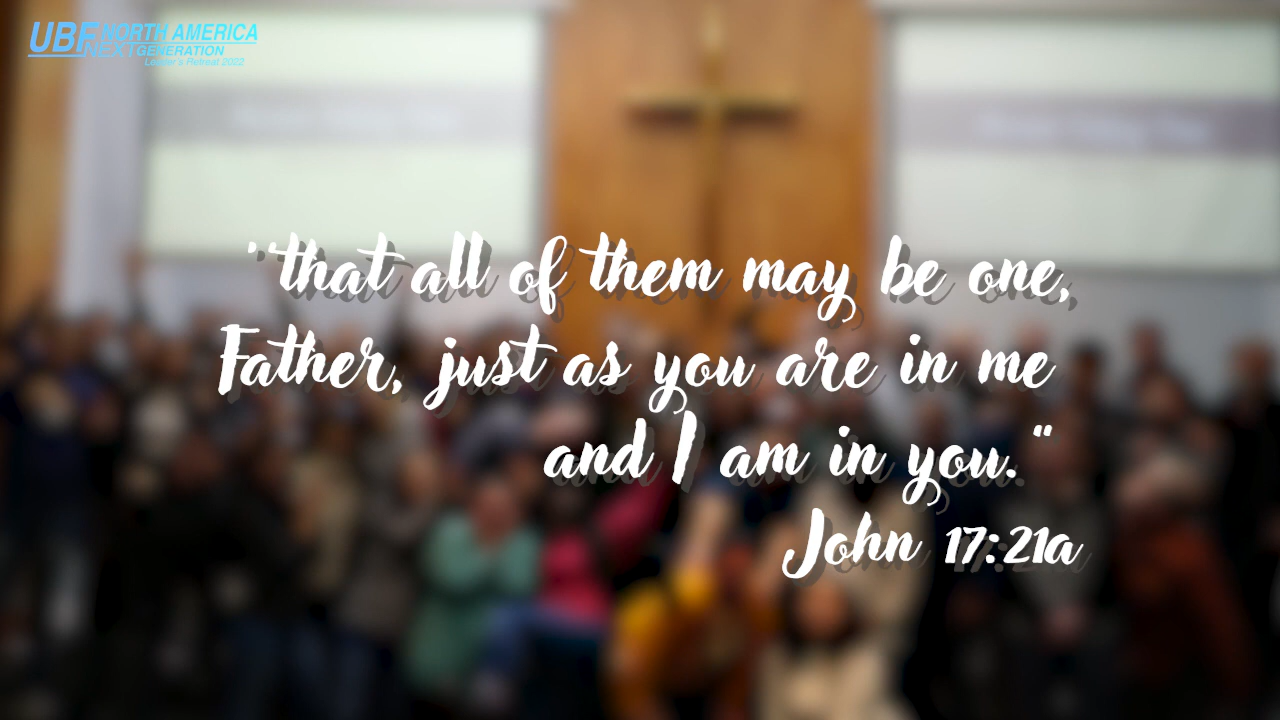 UBF NORTH AMERICA
NEXT GENERATION
Leader's Retreat 2022
"that all of them may be one,
Father, just as you are in me
and I am in you."
John 17:21a